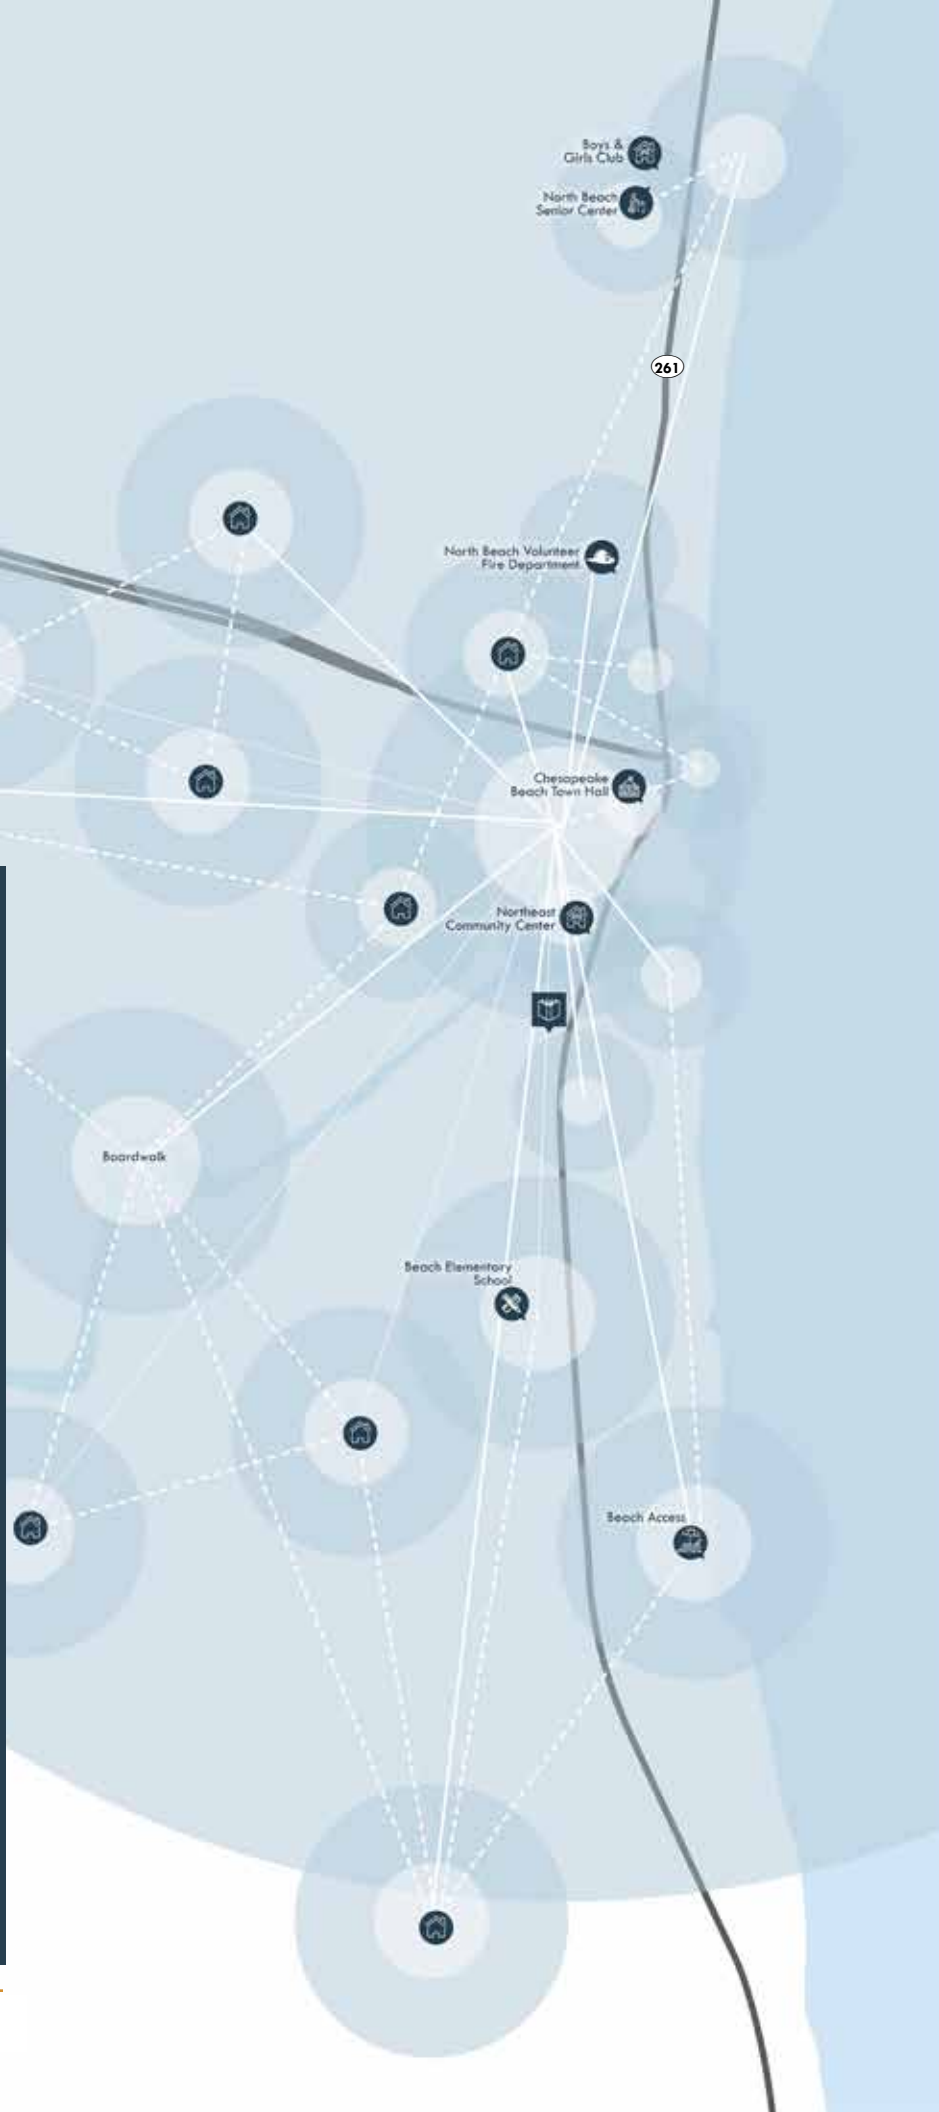 Boys &
Girls Club
North Beach
Senior Center
261
North Beach Volunteer
Fire Department
Chesapeake
Beach Town Hall
Northeast
Community Center
Boardwalk
Beach Elementary
School
Beach Access